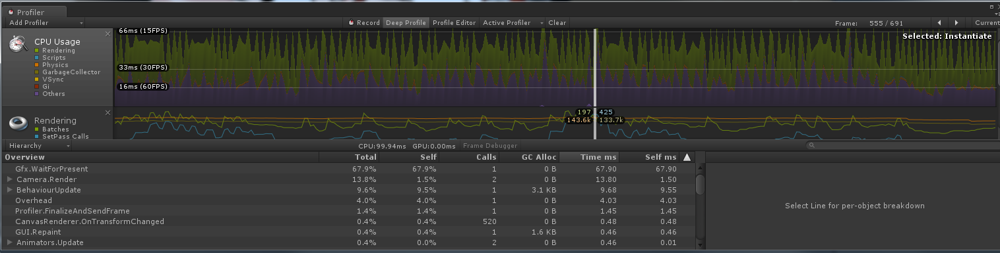 Profiler
Add Profiler Record Deep Profile Profile Editor Active Profiler Clear Frame: 555 / 691 Current
CPU Usage
Rendering
Scripts
Physics
GarbageCollector
VSync
Gi
Others
66ms (15FPS)
33ms (30FPS)
16ms (60FPS)
Selected: Instantiate
Rendering
Batches
SetPass Calls
197 425
143.6k 133.7k
Hierarchy CPU:99.94ms GPU:0.00ms Frame Debugger
Overview Total Self Calls GC Alloc Time ms Self ms
Gfx.WaitForPresent 67.9% 67.9% 1 0 B 67.90 67.90
Camera.Render 13.8% 1.5% 2 0 B 13.80 1.50
BehaviourUpdate 9.6% 9.5% 1 3.1 KB 9.68 9.55
Overhead 4.0% 4.0% 1 0 B 4.03 4.03
Profiler.FinalizeAndSendFrame 1.4% 1.4% 1 0 B 1.45 1.45
CanvasRenderer.OnTransformChanged 0.4% 0.4% 520 0 B 0.48 0.48
GUI.Repaint 0.4% 0.4% 1 1.6 KB 0.46 0.46
Animators.Update 0.4% 0.0% 2 0 B 0.46 0.01
Select Line for per-object breakdown